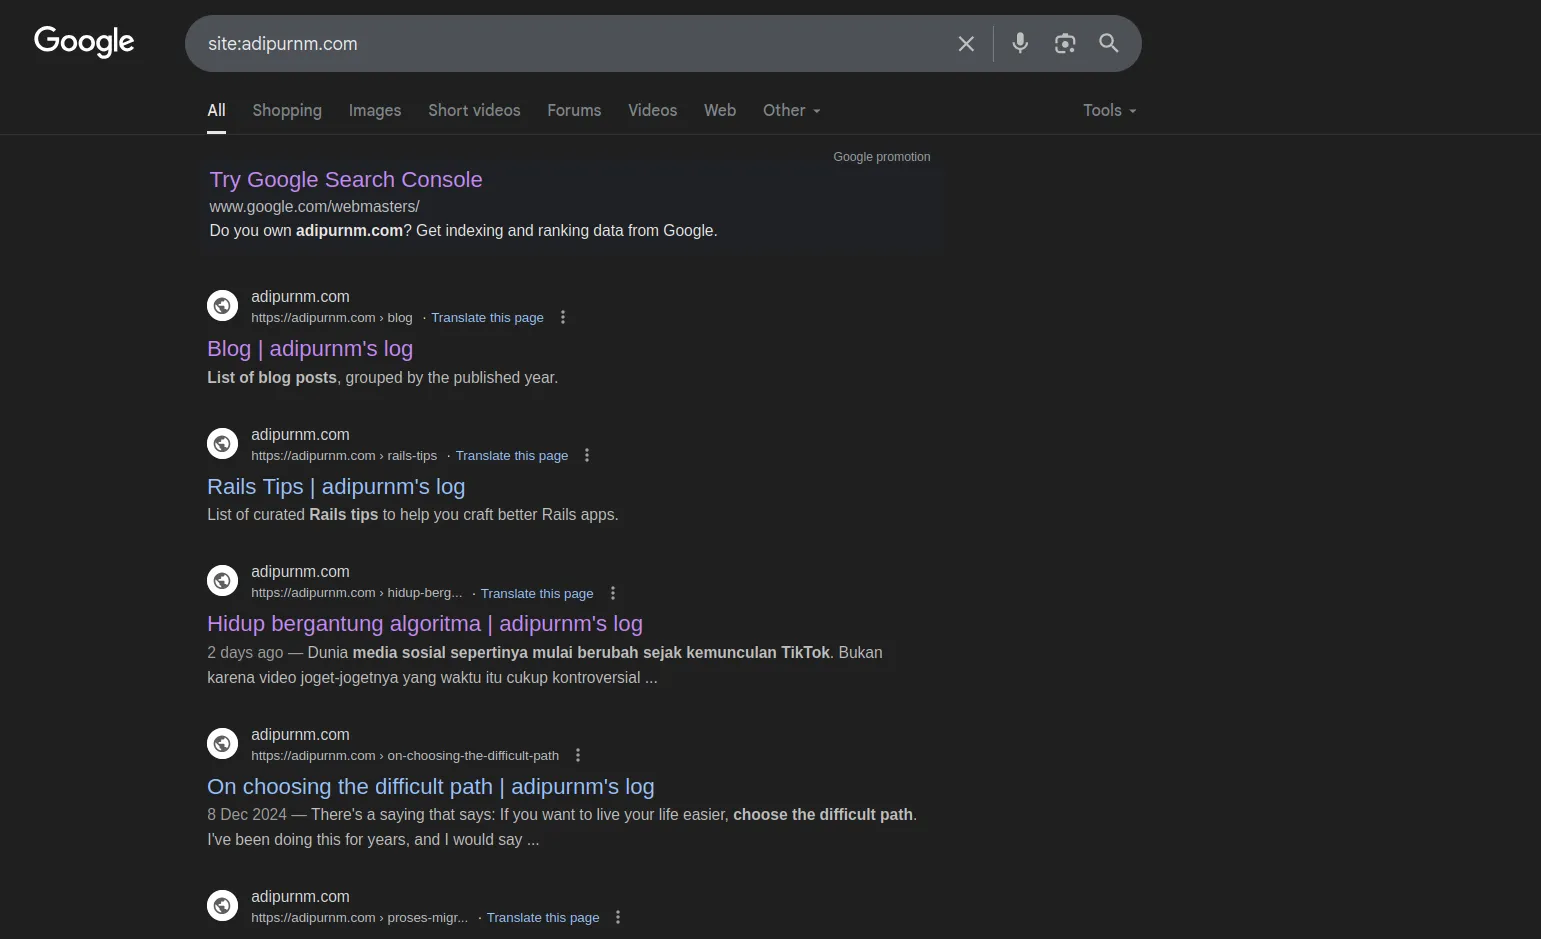 Google
site:adipurnm.com
All Shopping Images Short videos Forums Videos Web Other Tools
Google promotion
Try Google Search Console
www.google.com/webmasters/
Do you own adipurnm.com? Get indexing and ranking data from Google.
adipurnm.com
https://adipurnm.com › blog · Translate this page
Blog | adipurnm's log
List of blog posts, grouped by the published year.
adipurnm.com
https://adipurnm.com › rails-tips · Translate this page
Rails Tips | adipurnm's log
List of curated Rails tips to help you craft better Rails apps.
adipurnm.com
https://adipurnm.com › hidup-berg... · Translate this page
Hidup bergantung algoritma | adipurnm's log
2 days ago — Dunia media sosial sepertinya mulai berubah sejak kemunculan TikTok. Bukan
karena video joget-jogetnya yang waktu itu cukup kontroversial ...
adipurnm.com
https://adipurnm.com › on-choosing-the-difficult-path
On choosing the difficult path | adipurnm's log
8 Dec 2024 — There's a saying that says: If you want to live your life easier, choose the difficult path.
I've been doing this for years, and I would say ...
adipurnm.com
https://adipurnm.com › proses-migr... · Translate this page